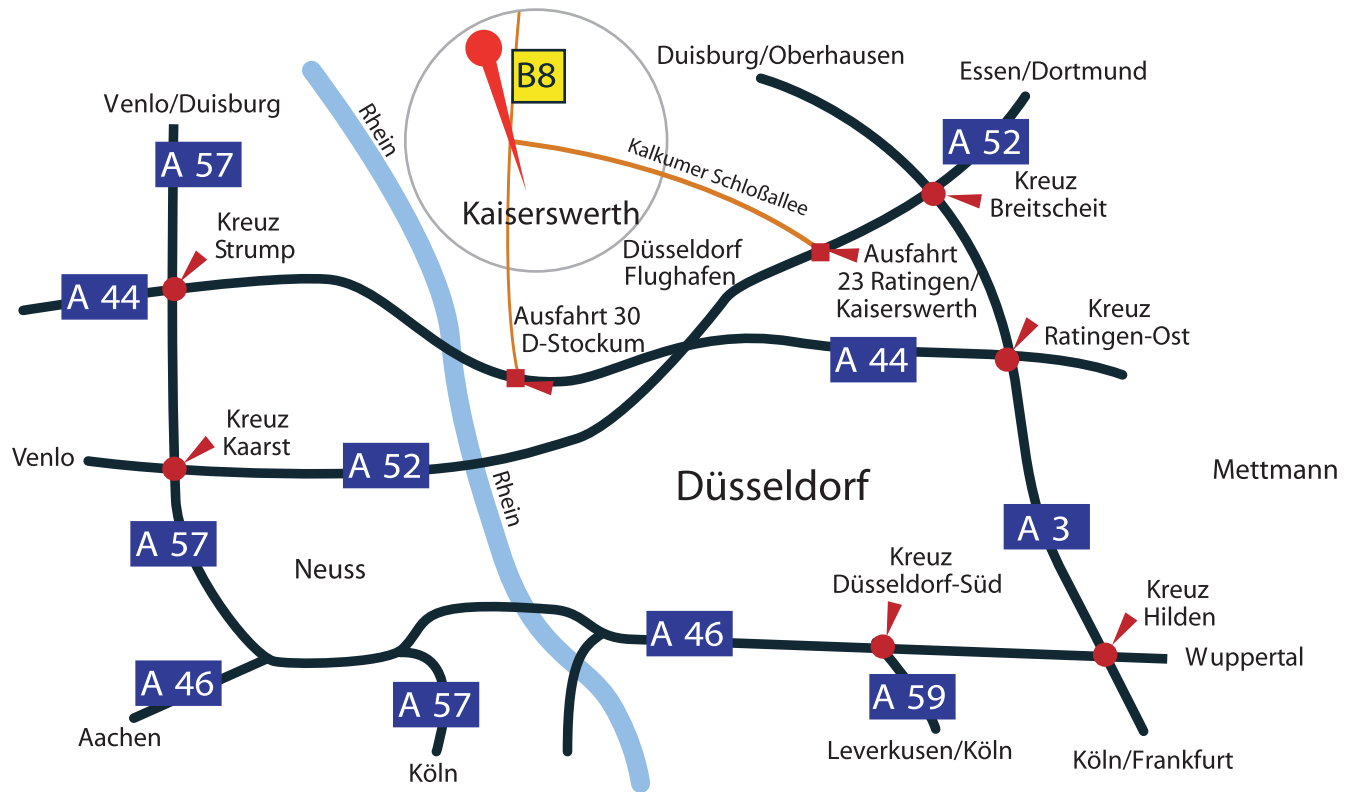 Duisburg/Oberhausen
Essen/Dortmund
B8
Venlo/Duisburg
A 57
Rhein
A 52
Kalkumer Schloßallee
Kreuz
Breitscheit
Kaiserswerth
Kreuz
Strump
Düsseldorf
Flughafen
Ausfahrt
23 Ratingen/
Kaiserswerth
A 44
Ausfahrt 30
D-Stockum
Kreuz
Ratingen-Ost
A 44
Kreuz
Kaarst
Venlo
A 52
Rhein
Düsseldorf
Mettmann
A 57
A 3
Neuss
Kreuz
Düsseldorf-Süd
Kreuz
Hilden
A 46
Wuppertal
A 46
A 57
A 59
Aachen
Köln
Leverkusen/Köln
Köln/Frankfurt